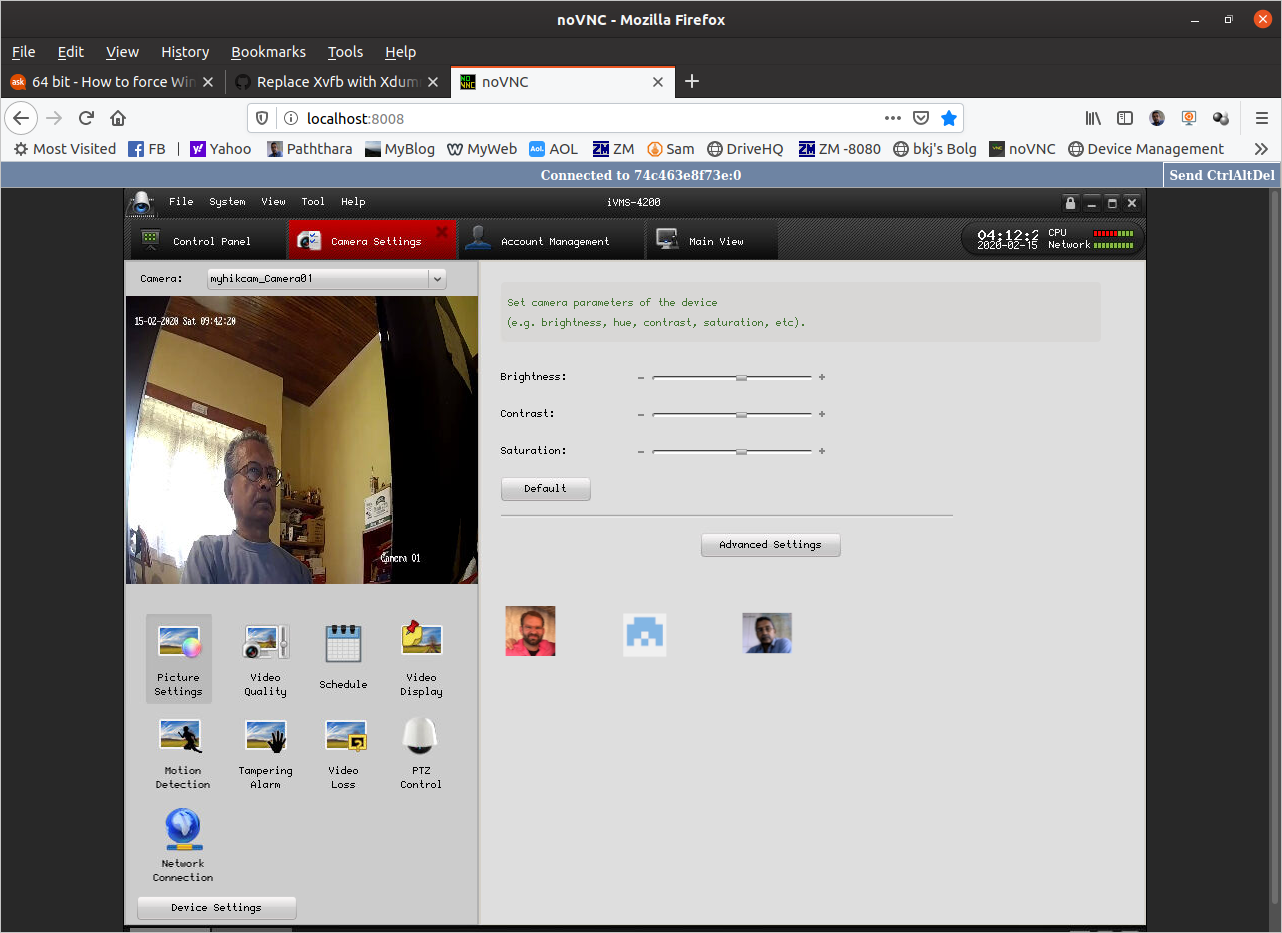 noVNC - Mozilla Firefox
File Edit View History Bookmarks Tools Help
ask 64 bit - How to force Win
Replace Xvfb with Xdum
NO VNC noVNC
localhost:8008
Most Visited FB | Yahoo Paththara MyBlog MyWeb AOL ZM Sam DriveHQ ZM -8080 bkj's Bolg noVNC Device Management
Connected to 74c463e8f73e:0 Send CtrlAltDel
File System View Tool Help iVMS-4200
Control Panel Camera Settings Account Management Main View
04:12:2 CPU
2020-02-15 Network
Camera: myhikcam_Camera01
15-02-2020 Sat 09:42:20
Camera 01
Set camera parameters of the device
(e.g. brightness, hue, contrast, saturation, etc).
Brightness: - +
Contrast: - +
Saturation: - +
Default
Advanced Settings
Picture
Settings
Video
Quality
Schedule
Video
Display
Motion
Detection
Tampering
Alarm
Video
Loss
PTZ
Control
Network
Connection
Device Settings